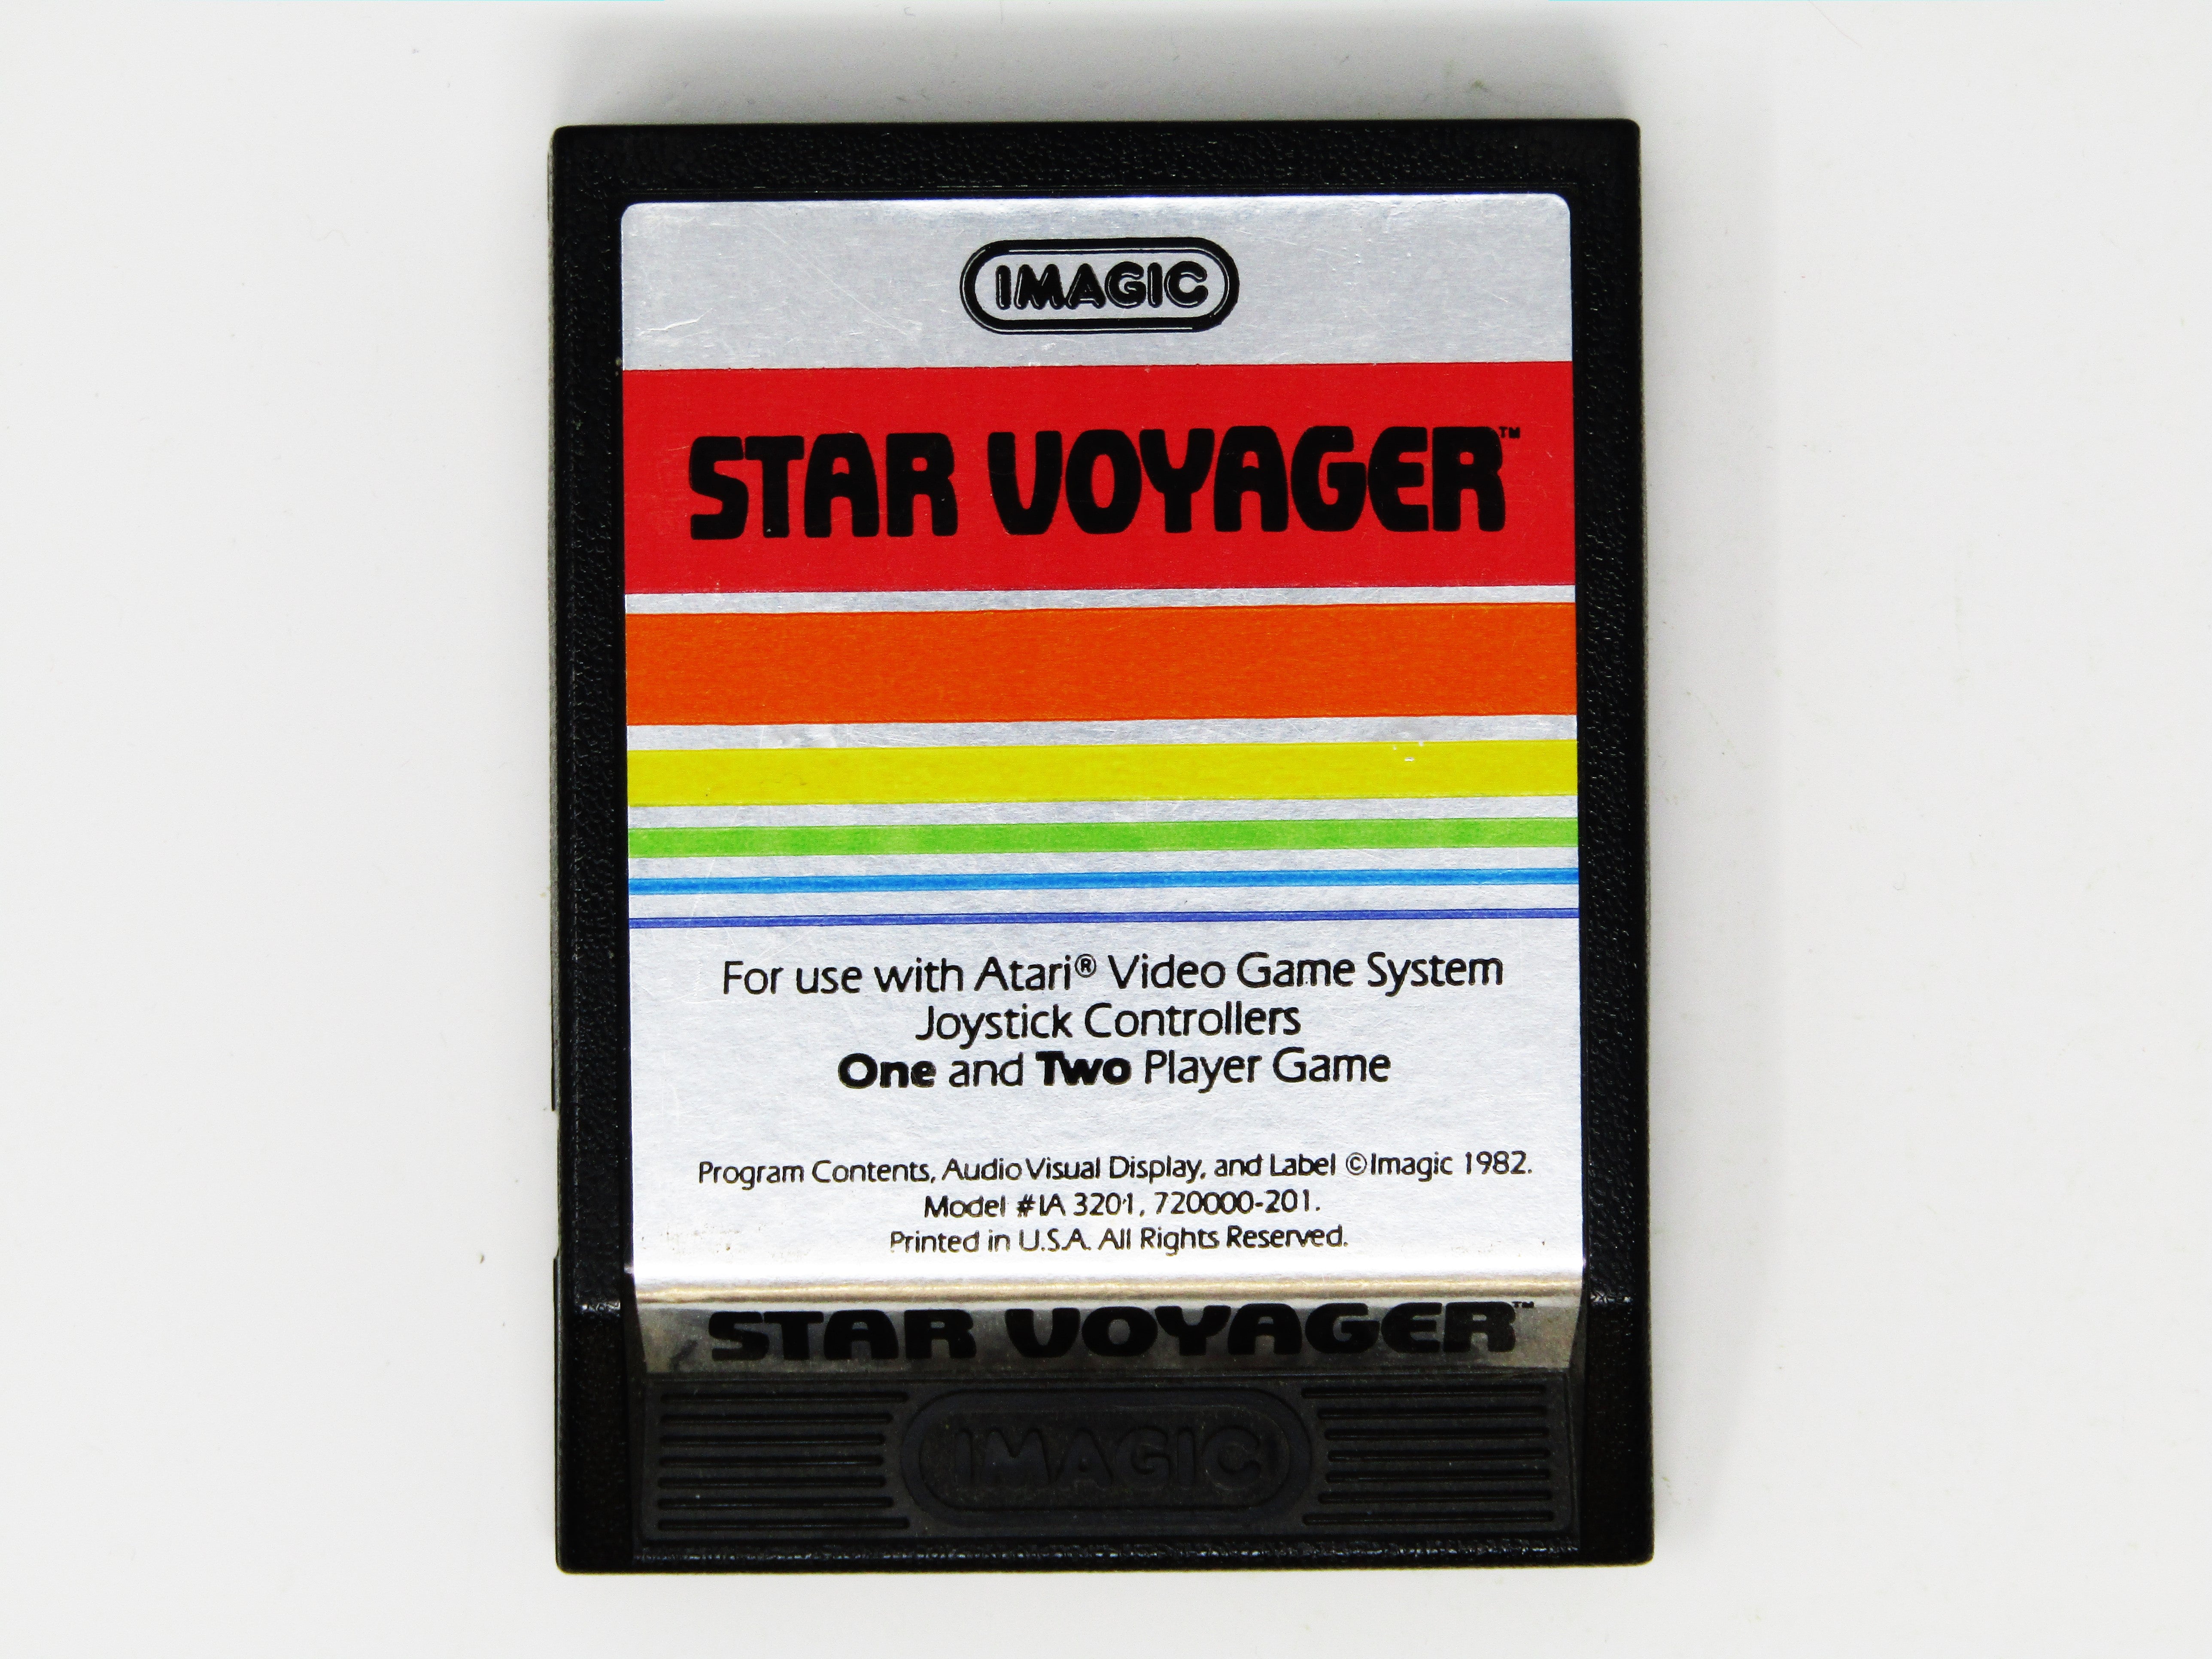 IMAGIC
STAR VOYAGER™
For use with Atari® Video Game System
Joystick Controllers
One and Two Player Game
Program Contents, Audio Visual Display, and Label ©Imagic 1982.
Model #IA 3201, 720000-201.
Printed in U.S.A. All Rights Reserved.
STAR VOYAGER™
IMAGIC